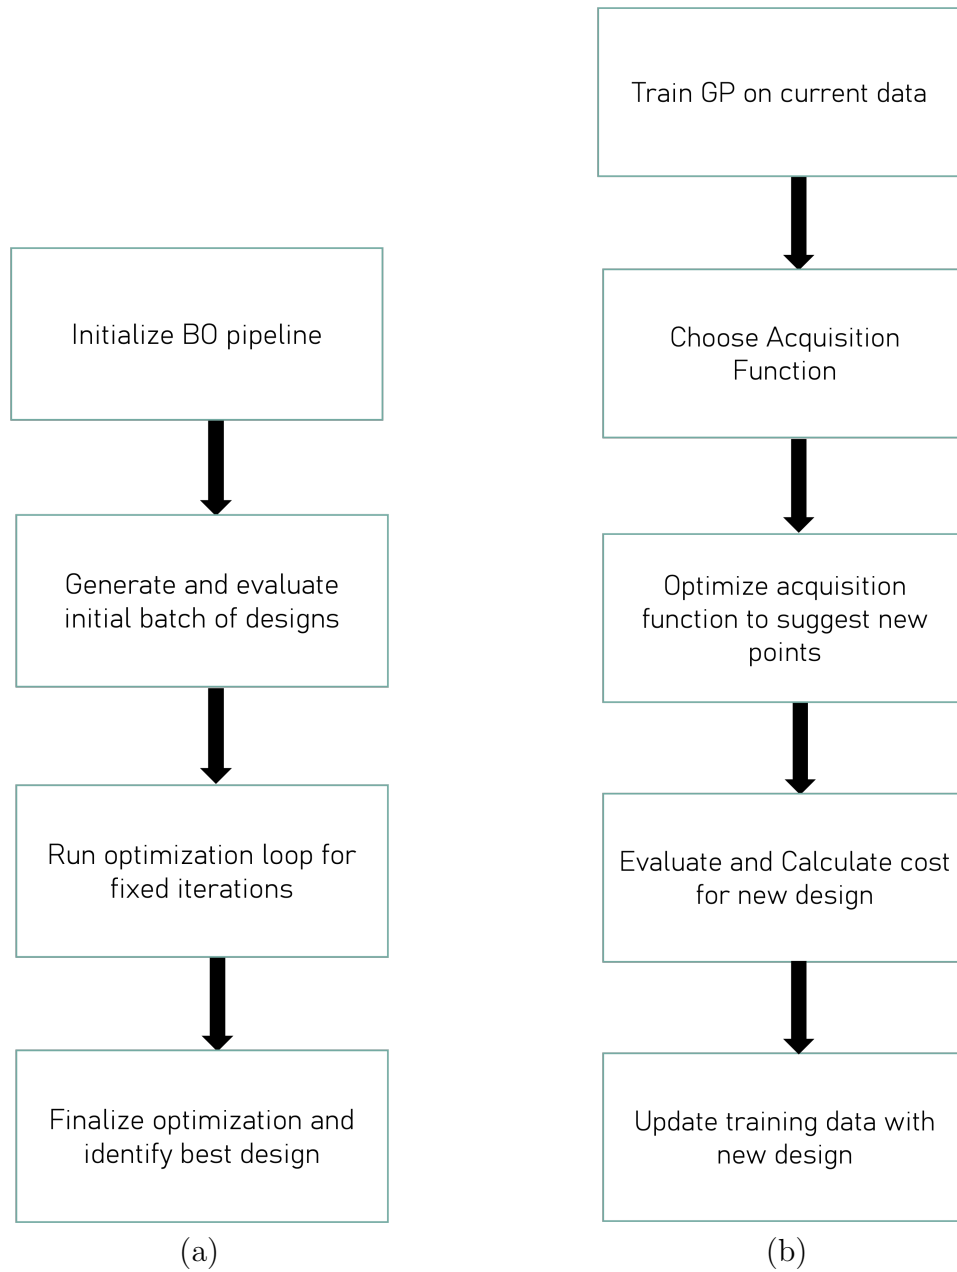 Initialize BO pipeline
Generate and evaluate
initial batch of designs
Run optimization loop for
fixed iterations
Finalize optimization and
identify best design
(a)
Train GP on current data
Choose Acquisition
Function
Optimize acquisition
function to suggest new
points
Evaluate and Calculate cost
for new design
Update training data with
new design
(b)